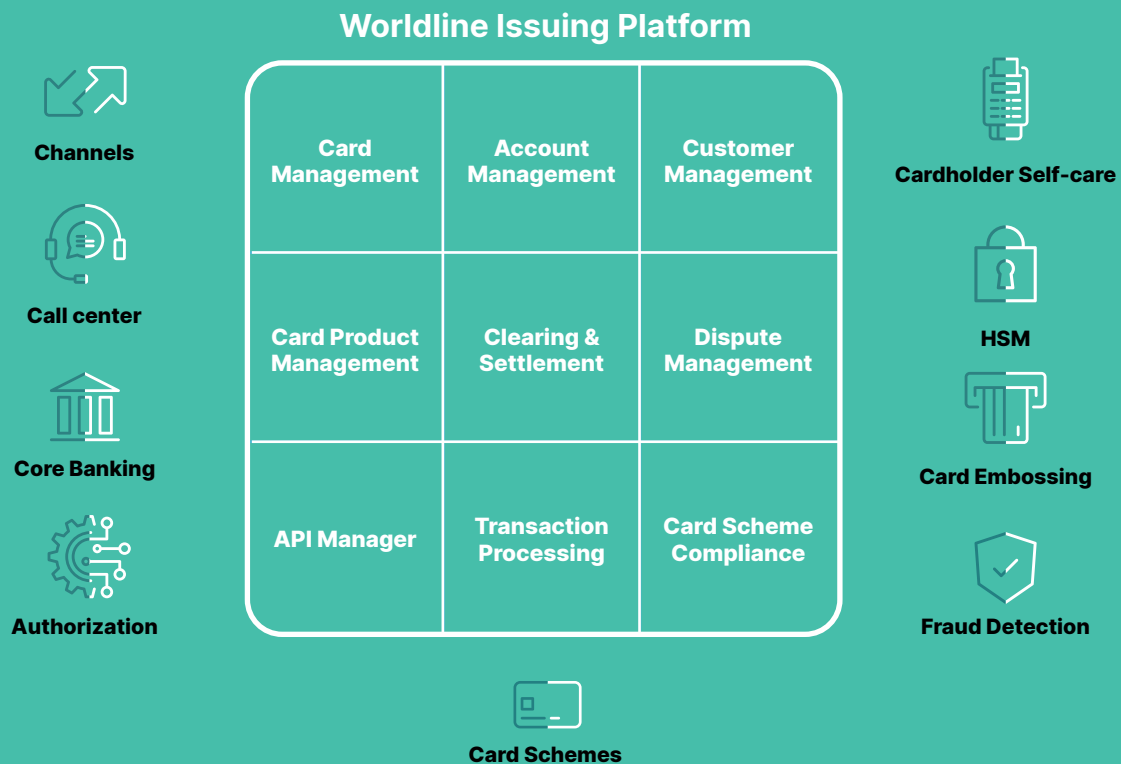 Worldline Issuing Platform
Channels
Call center
Core Banking
Authorization
Card
Management
Account
Management
Customer
Management
Card Product
Management
Clearing &
Settlement
Dispute
Management
API Manager
Transaction
Processing
Card Scheme
Compliance
Cardholder Self-care
HSM
Card Embossing
Fraud Detection
Card Schemes